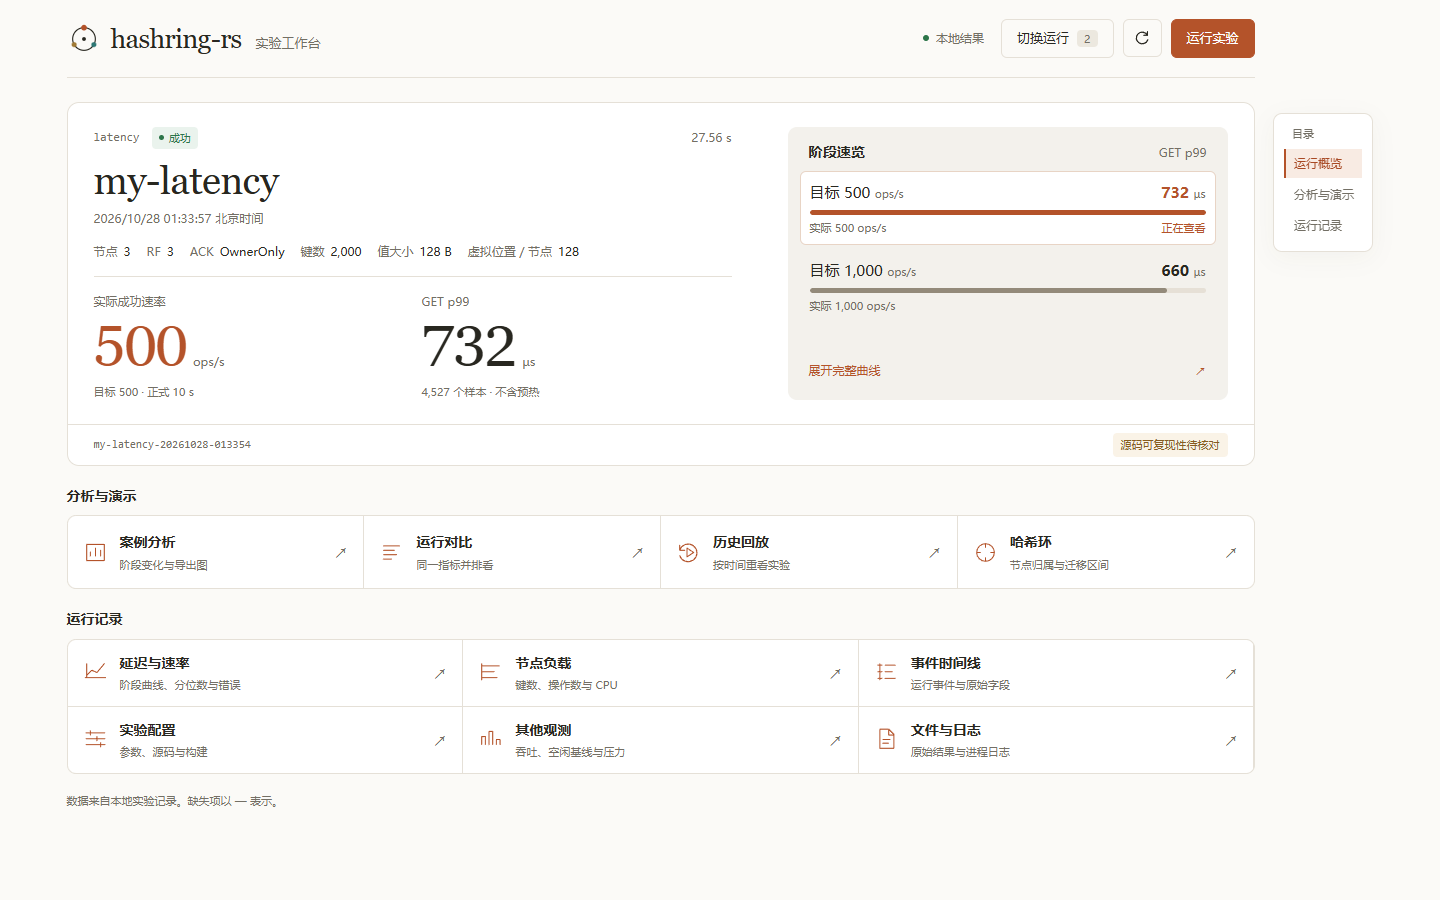 hashring-rs 实验工作台
本地结果
切换运行 2
运行实验
latency 成功 27.56 s
my-latency
2026/10/28 01:33:57 北京时间
节点 3 RF 3 ACK OwnerOnly 键数 2,000 值大小 128 B 虚拟位置 / 节点 128
实际成功速率
500 ops/s
目标 500 · 正式 10 s
GET p99
732 µs
4,527 个样本 · 不含预热
阶段速览 GET p99
目标 500 ops/s 732 µs
实际 500 ops/s 正在查看
目标 1,000 ops/s 660 µs
实际 1,000 ops/s
展开完整曲线 ↗
my-latency-20261028-013354 源码可复现性待核对
目录
运行概览
分析与演示
运行记录
分析与演示
案例分析 ↗
阶段变化与导出图
运行对比 ↗
同一指标并排看
历史回放 ↗
按时间重看实验
哈希环 ↗
节点归属与迁移区间
运行记录
延迟与速率 ↗
阶段曲线、分位数与错误
节点负载 ↗
键数、操作数与 CPU
事件时间线 ↗
运行事件与原始字段
实验配置 ↗
参数、源码与构建
其他观测 ↗
吞吐、空闲基线与压力
文件与日志 ↗
原始结果与进程日志
数据来自本地实验记录。缺失项以 — 表示。